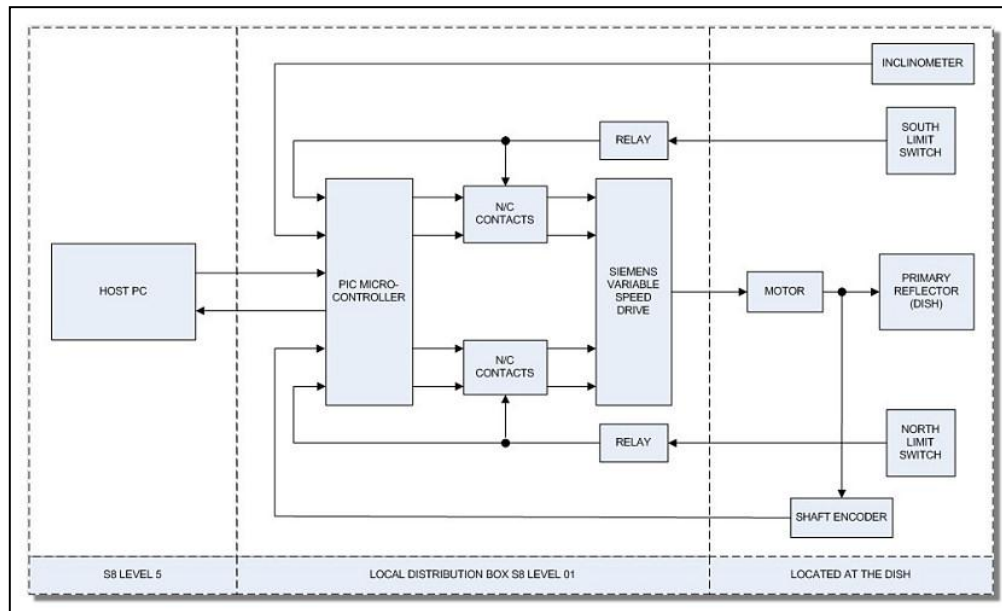 INCLINOMETER
SOUTH
LIMIT
SWITCH
RELAY
N/C
CONTACTS
HOST PC
PIC MICRO-
CONTROLLER
SIEMENS
VARIABLE
SPEED
DRIVE
MOTOR
PRIMARY
REFLECTOR
(DISH)
N/C
CONTACTS
RELAY
NORTH
LIMIT
SWITCH
SHAFT ENCODER
S8 LEVEL 5
LOCAL DISTRIBUTION BOX S8 LEVEL 01
LOCATED AT THE DISH